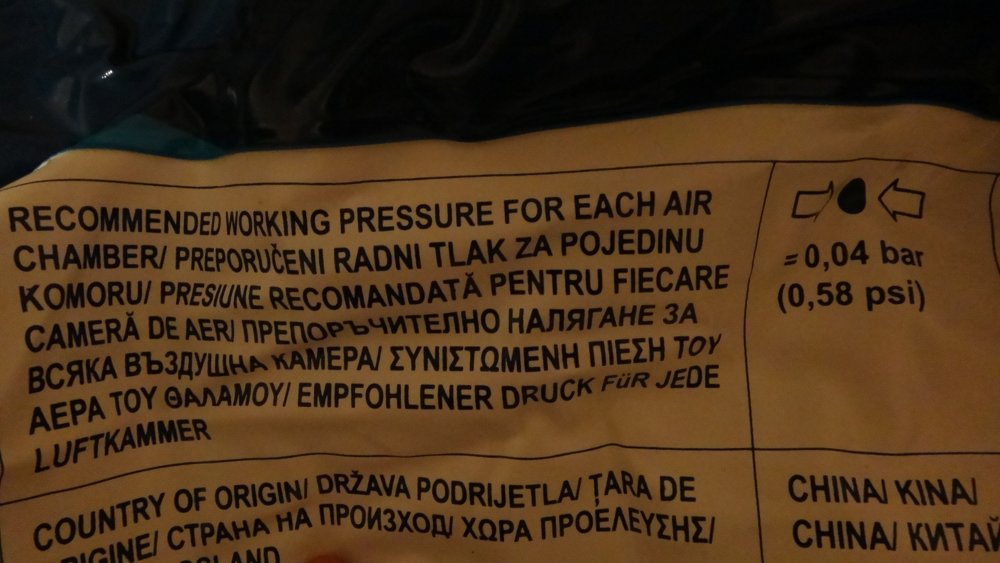 RECOMMENDED WORKING PRESSURE FOR EACH AIR
CHAMBER/ PREPORUČENI RADNI TLAK ZA POJEDINU
KOMORU/ PRESIUNE RECOMANDATĂ PENTRU FIECARE
CAMERĂ DE AER/ ПРЕПОРЪЧИТЕЛНО НАЛЯГАНЕ ЗА
ВСЯКА ВЪЗДУШНА КАМЕРА/ ΣΥΝΙΣΤΩΜΕΝΗ ΠΙΕΣΗ ΤΟΥ
ΑΕΡΑ ΤΟΥ ΘΑΛΑΜΟΥ/ EMPFOHLENER DRUCK FüR JEDE
LUFTKAMMER
= 0,04 bar
(0,58 psi)
COUNTRY OF ORIGIN/ DRŽAVA PODRIJETLA/ ȚARA DE
ORIGINE/ СТРАНА НА ПРОИЗХОД/ ΧΩΡΑ ΠΡΟΈΛΕΥΣΗΣ/
CHINA/ KINA/
CHINA/ КИТАЙ